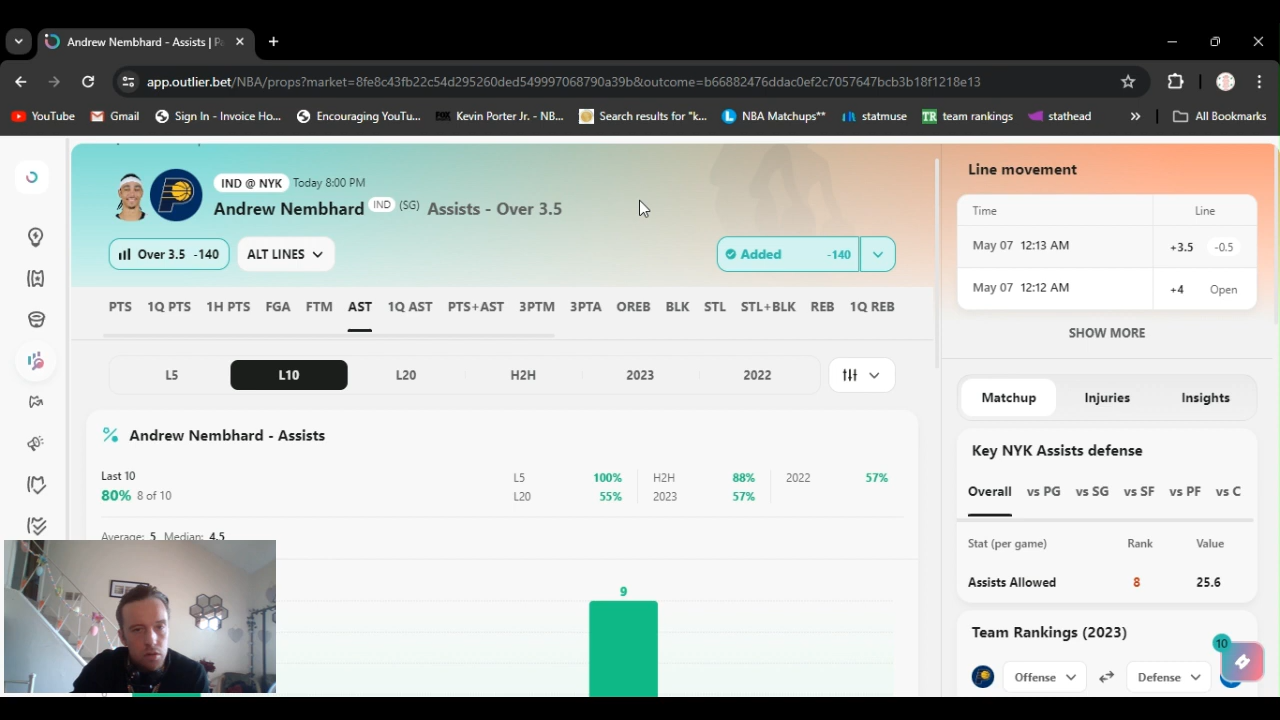 Andrew Nembhard - Assists | P
app.outlier.bet/NBA/props?market=8fe8c43fb22c54d295260ded549997068790a39b&outcome=b66882476ddac0ef2c7057647bcb3b18f1218e13
YouTube Gmail Sign In - Invoice Ho... Encouraging YouTu... Kevin Porter Jr. - NB... Search results for "k... NBA Matchups** statmuse team rankings stathead » All Bookmarks
IND @ NYK Today 8:00 PM
Andrew Nembhard IND (SG) Assists - Over 3.5
Over 3.5 -140 ALT LINES Added -140
PTS 1Q PTS 1H PTS FGA FTM AST 1Q AST PTS+AST 3PTM 3PTA OREB BLK STL STL+BLK REB 1Q REB
L5 L10 L20 H2H 2023 2022
Andrew Nembhard - Assists
Last 10
80% 8 of 10
L5 100% H2H 88% 2022 57%
L20 55% 2023 57%
Average: 5 Median: 4.5
9
Line movement
Time Line
May 07 12:13 AM +3.5 -0.5
May 07 12:12 AM +4 Open
SHOW MORE
Matchup Injuries Insights
Key NYK Assists defense
Overall vs PG vs SG vs SF vs PF vs C
Stat (per game) Rank Value
Assists Allowed 8 25.6
Team Rankings (2023)
10
Offense Defense